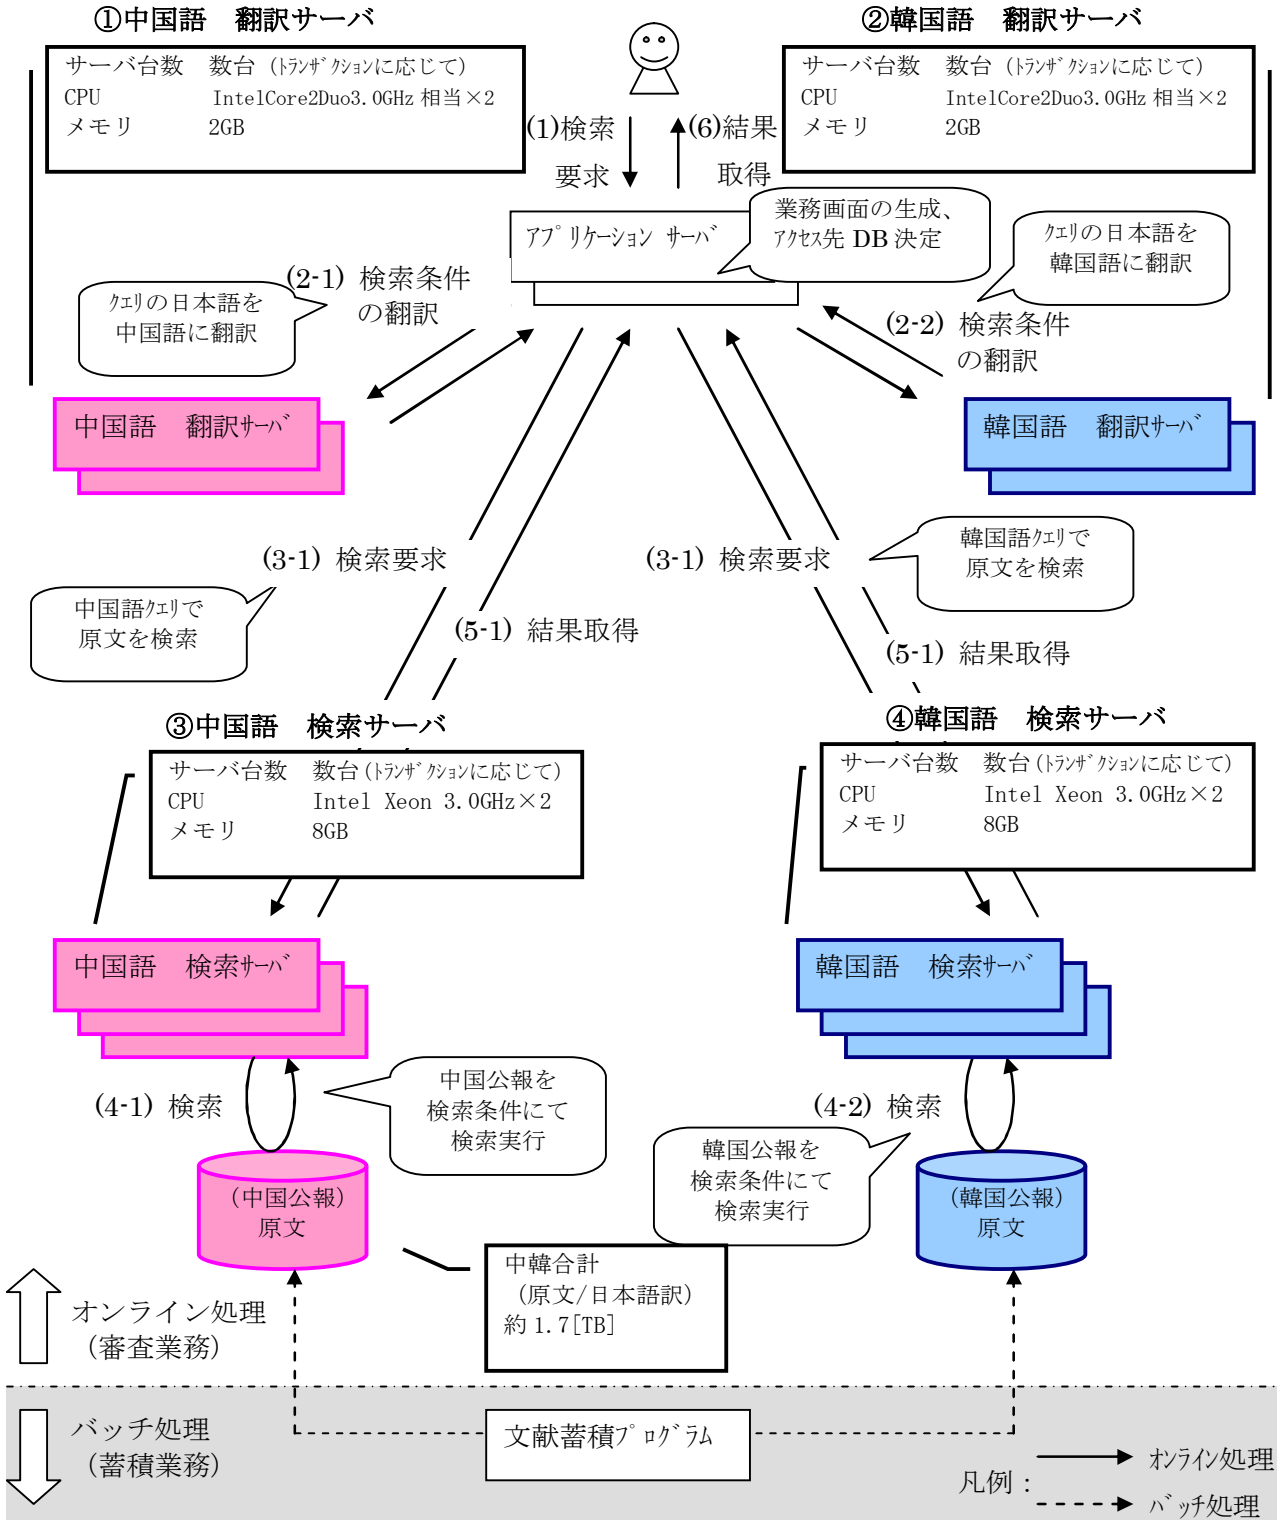 ①中国語　翻訳サーバ
サーバ台数　数台（ﾄﾗﾝｻﾞｸｼｮﾝに応じて）
CPU　IntelCore2Duo3.0GHz 相当×2
メモリ　2GB
②韓国語　翻訳サーバ
サーバ台数　数台（ﾄﾗﾝｻﾞｸｼｮﾝに応じて）
CPU　IntelCore2Duo3.0GHz 相当×2
メモリ　2GB
(1)検索
要求
(6)結果
取得
ｱﾌﾟﾘｹｰｼｮﾝ ｻｰﾊﾞ
業務画面の生成、
ｱｸｾｽ先 DB 決定
ｸｴﾘの日本語を
韓国語に翻訳
(2-1) 検索条件
の翻訳
ｸｴﾘの日本語を
中国語に翻訳
(2-2) 検索条件
の翻訳
中国語　翻訳ｻｰﾊﾞ
韓国語　翻訳ｻｰﾊﾞ
(3-1) 検索要求
(3-1) 検索要求
韓国語ｸｴﾘで
原文を検索
中国語ｸｴﾘで
原文を検索
(5-1) 結果取得
(5-1) 結果取得
③中国語　検索サーバ
サーバ台数　数台(ﾄﾗﾝｻﾞｸｼｮﾝに応じて)
CPU　Intel Xeon 3.0GHz×2
メモリ　8GB
④韓国語　検索サーバ
サーバ台数　数台(ﾄﾗﾝｻﾞｸｼｮﾝに応じて)
CPU　Intel Xeon 3.0GHz×2
メモリ　8GB
中国語　検索ｻｰﾊﾞ
韓国語　検索ｻｰﾊﾞ
(4-1) 検索
中国公報を
検索条件にて
検索実行
(4-2) 検索
韓国公報を
検索条件にて
検索実行
（中国公報）
原文
（韓国公報）
原文
中韓合計
（原文/日本語訳）
約 1.7[TB]
オンライン処理
（審査業務）
バッチ処理
（蓄積業務）
文献蓄積ﾌﾟﾛｸﾞﾗﾑ
凡例：
ｵﾝﾗｲﾝ処理
ﾊﾞｯﾁ処理